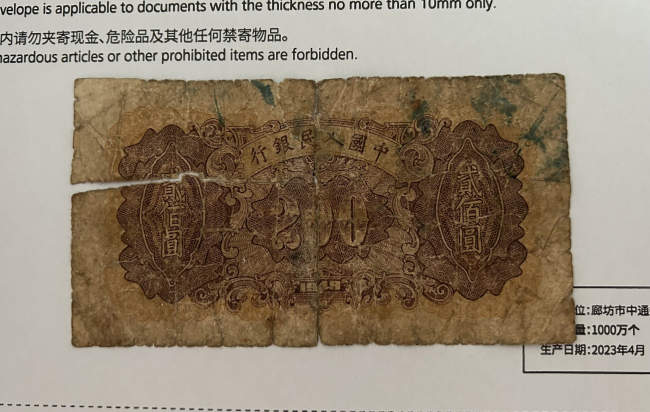 velope is applicable to documents with the thickness no more than 10mm only.
内请勿夹寄现金、危险品及其他任何禁寄物品。
hazardous articles or other prohibited items are forbidden.
行銀民人國中
貳佰圓
200
貳佰圓
1949
位:廊坊市中通
量:1000万个
生产日期:2023年4月